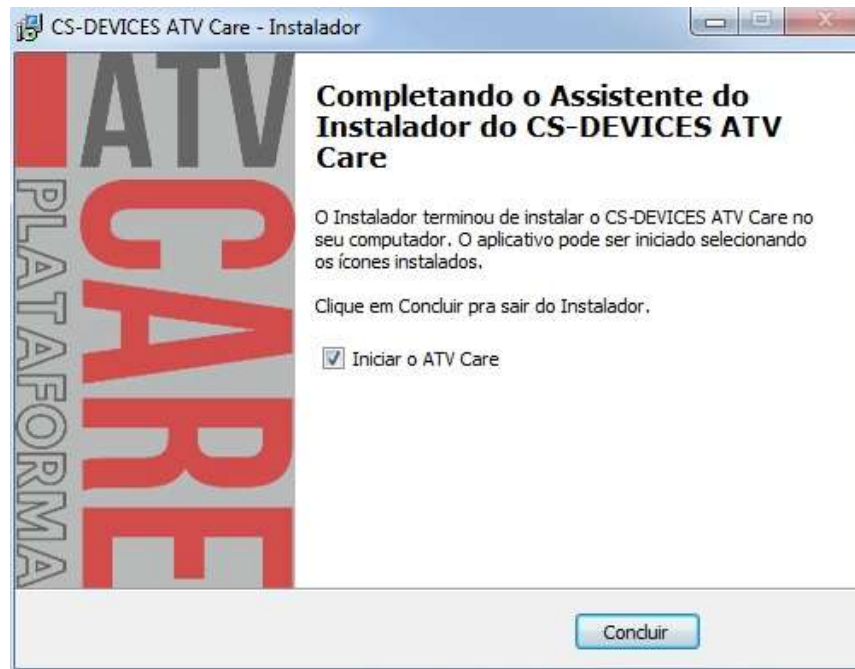 CS-DEVICES ATV Care - Instalador
ATV
CARE
PLATAFORMA
Completando o Assistente do
Instalador do CS-DEVICES ATV
Care
O Instalador terminou de instalar o CS-DEVICES ATV Care no
seu computador. O aplicativo pode ser iniciado selecionando
os ícones instalados.
Clique em Concluir pra sair do Instalador.
Iniciar o ATV Care
Concluir